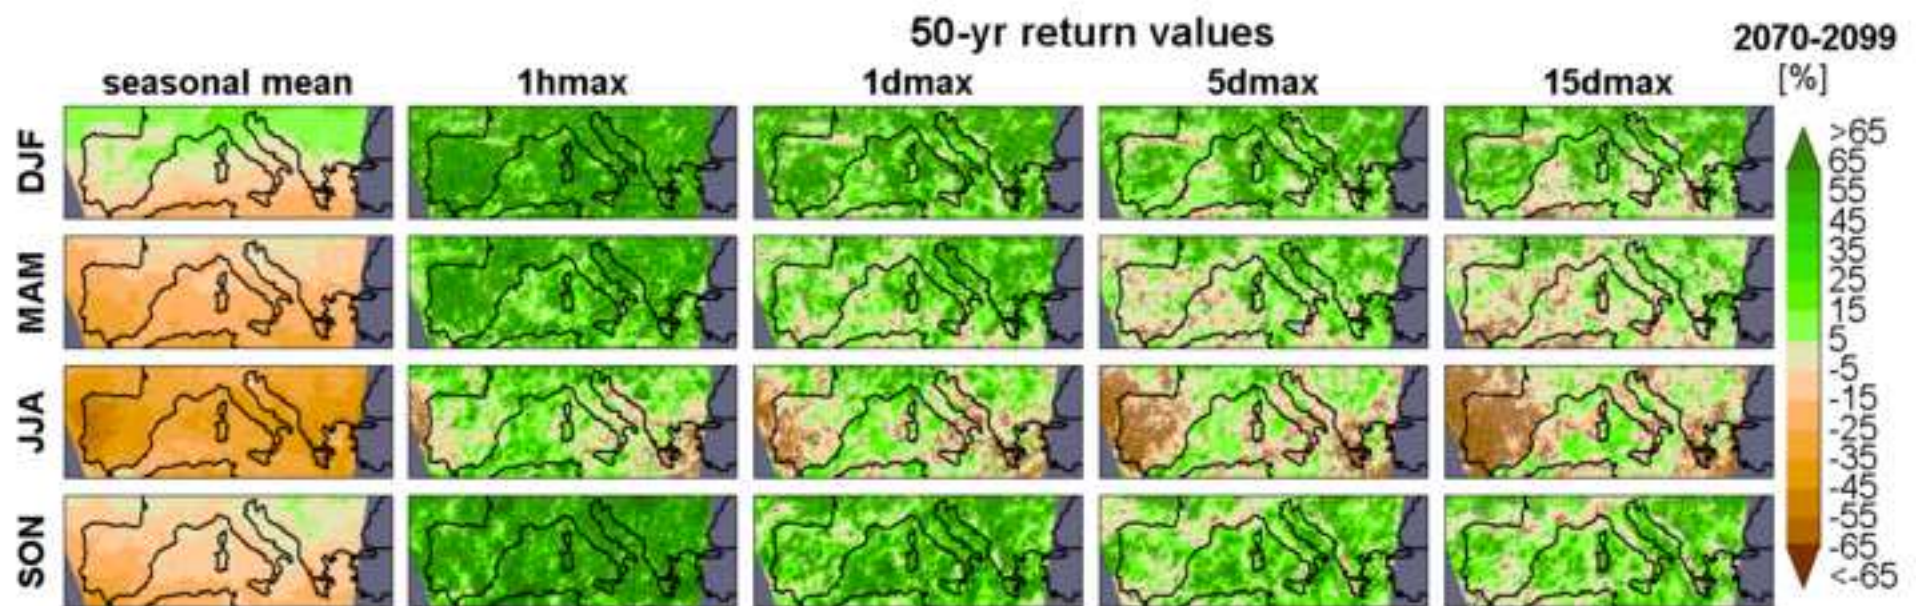 50-yr return values
2070-2099
seasonal mean 1hmax 1dmax 5dmax 15dmax [%]
DJF
MAM
JJA
SON
>65
65
55
45
35
25
15
5
-5
-15
-25
-35
-45
-55
-65
<-65